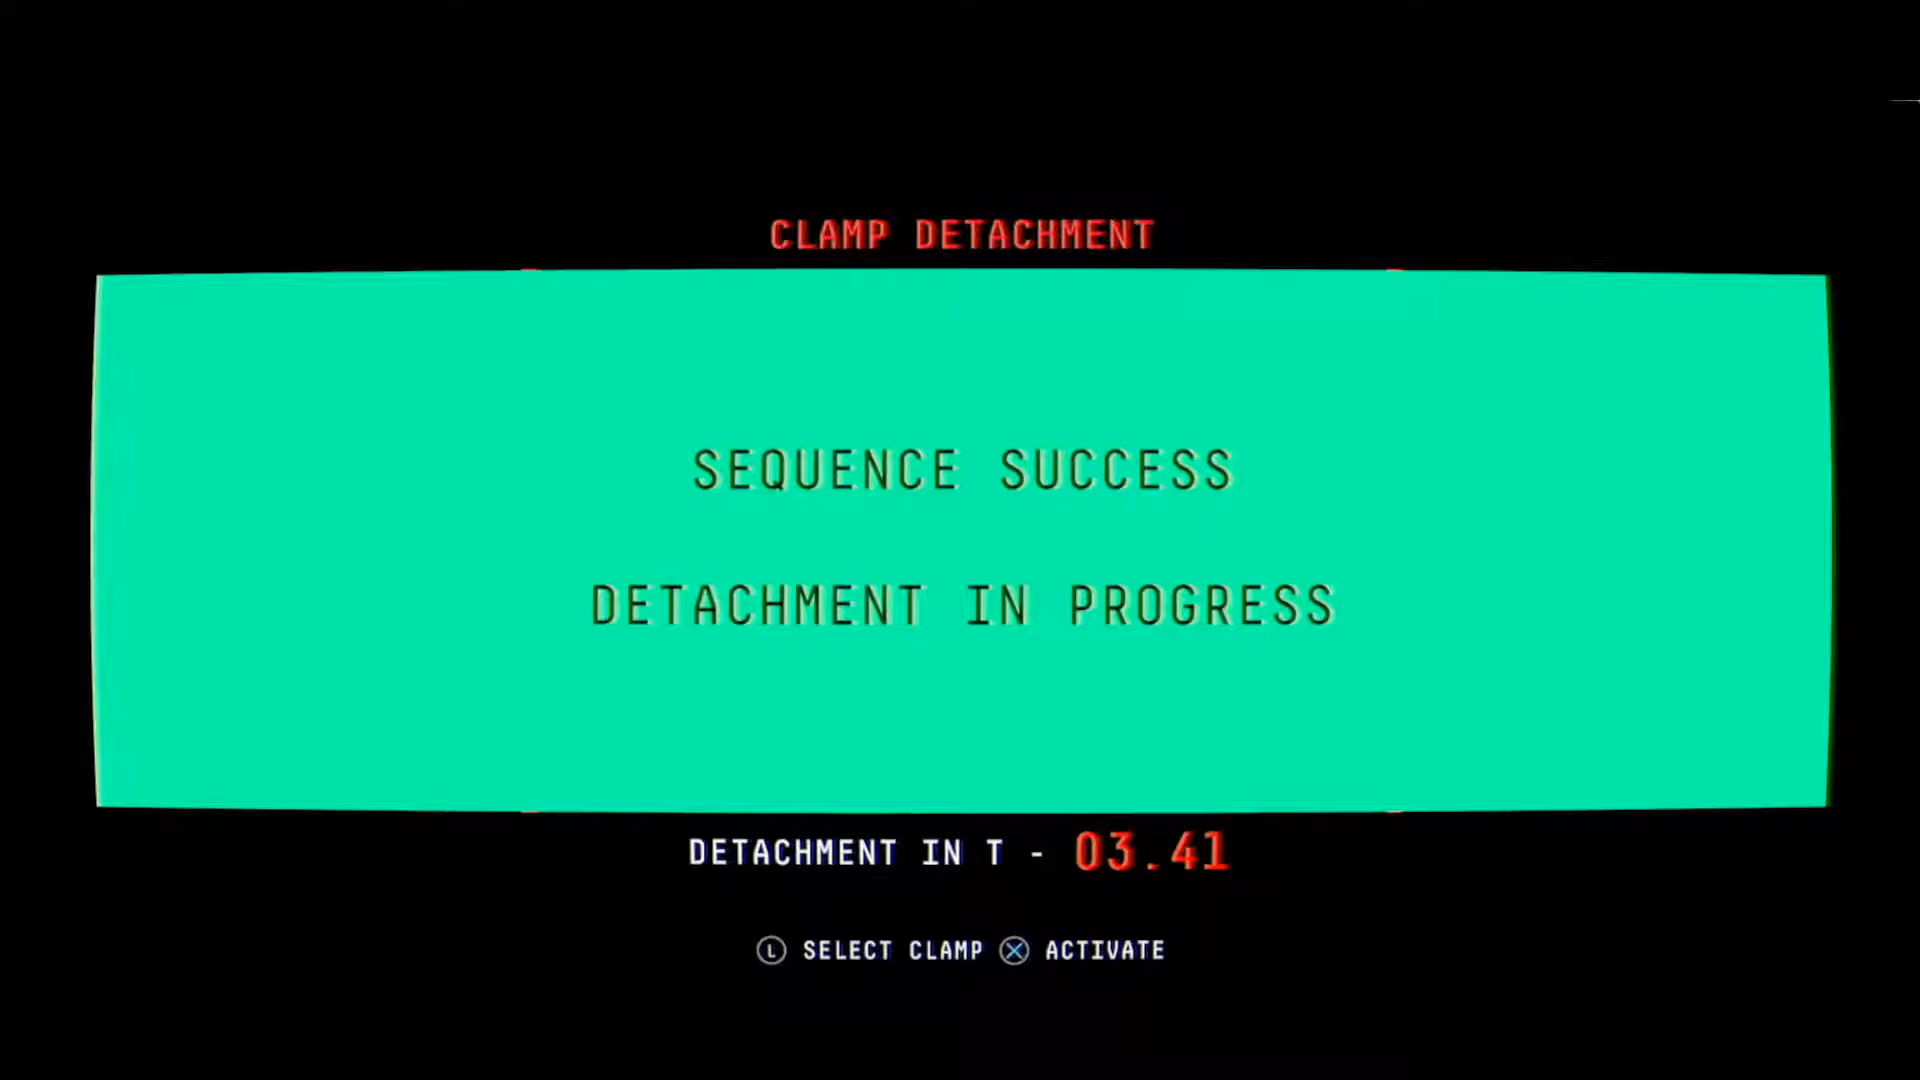 CLAMP DETACHMENT
SEQUENCE SUCCESS
DETACHMENT IN PROGRESS
DETACHMENT IN T - 03.41
L SELECT CLAMP X ACTIVATE